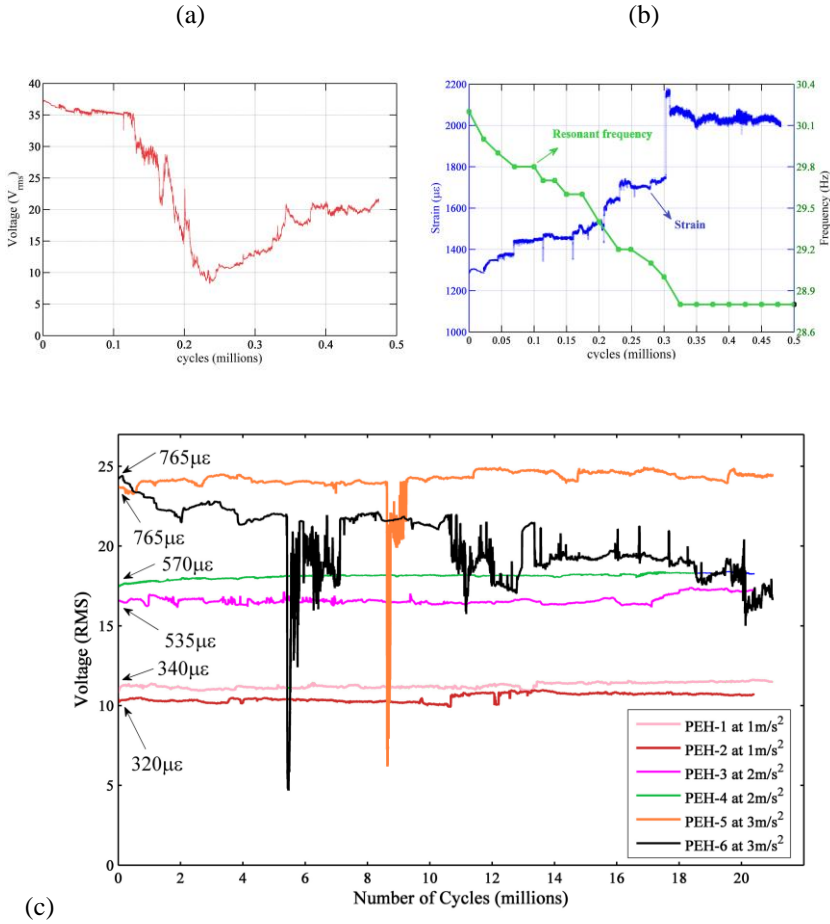 (a)
(b)
40
35
30
25
20
15
10
5
0
Voltage (Vrms)
0 0.1 0.2 0.3 0.4 0.5
cycles (millions)
2200
2000
1800
1600
1400
1200
1000
Strain (με)
30.4
30.1
29.8
29.5
29.2
28.9
28.6
Frequency (Hz)
Resonant frequency
Strain
0 0.05 0.1 0.15 0.2 0.25 0.3 0.35 0.4 0.45 0.5
cycles (millions)
25
20
15
10
5
0
Voltage (RMS)
765με
765με
570με
535με
340με
320με
PEH-1 at 1m/s²
PEH-2 at 1m/s²
PEH-3 at 2m/s²
PEH-4 at 2m/s²
PEH-5 at 3m/s²
PEH-6 at 3m/s²
0 2 4 6 8 10 12 14 16 18 20
Number of Cycles (millions)
(c)